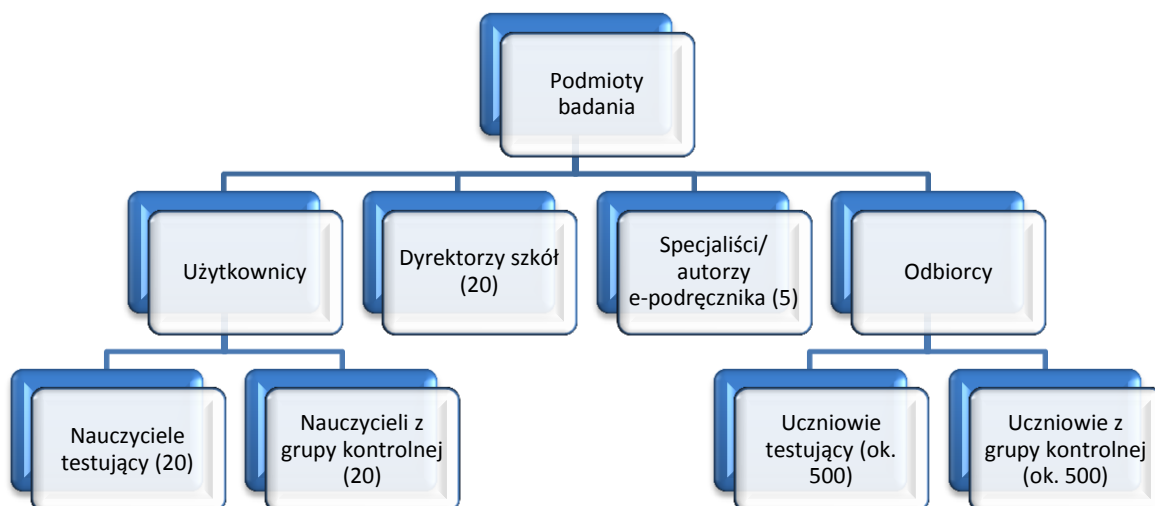 Podmioty
badania
Użytkownicy
Dyrektorzy szkół
(20)
Specjaliści/
autorzy
e-podręcznika (5)
Odbiorcy
Nauczyciele
testujący (20)
Nauczycieli z
grupy kontrolnej
(20)
Uczniowie
testujący (ok.
500)
Uczniowie z
grupy kontrolnej
(ok. 500)